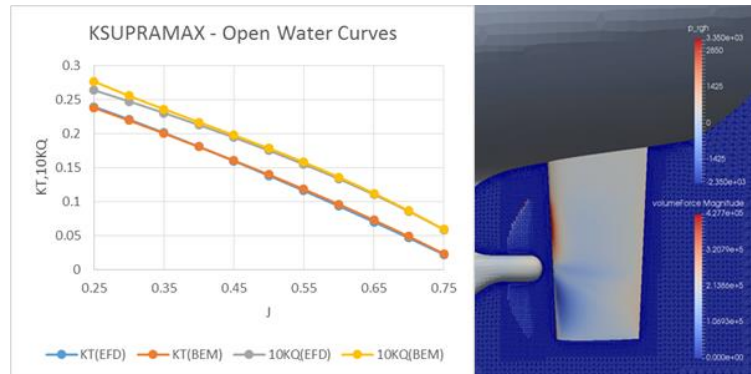 KSUPRAMAX - Open Water Curves
KT,10KQ
0.3
0.25
0.2
0.15
0.1
0.05
0
0.25 0.35 0.45 0.55 0.65 0.75
J
KT(EFD) KT(BEM) 10KQ(EFD) 10KQ(BEM)
p_rgh
3.350e+03
2850
1425
0
-1425
-2.350e+03
volumeForce Magnitude
4.277e+05
3.2079e+5
2.1386e+5
1.0693e+5
0.000e+00